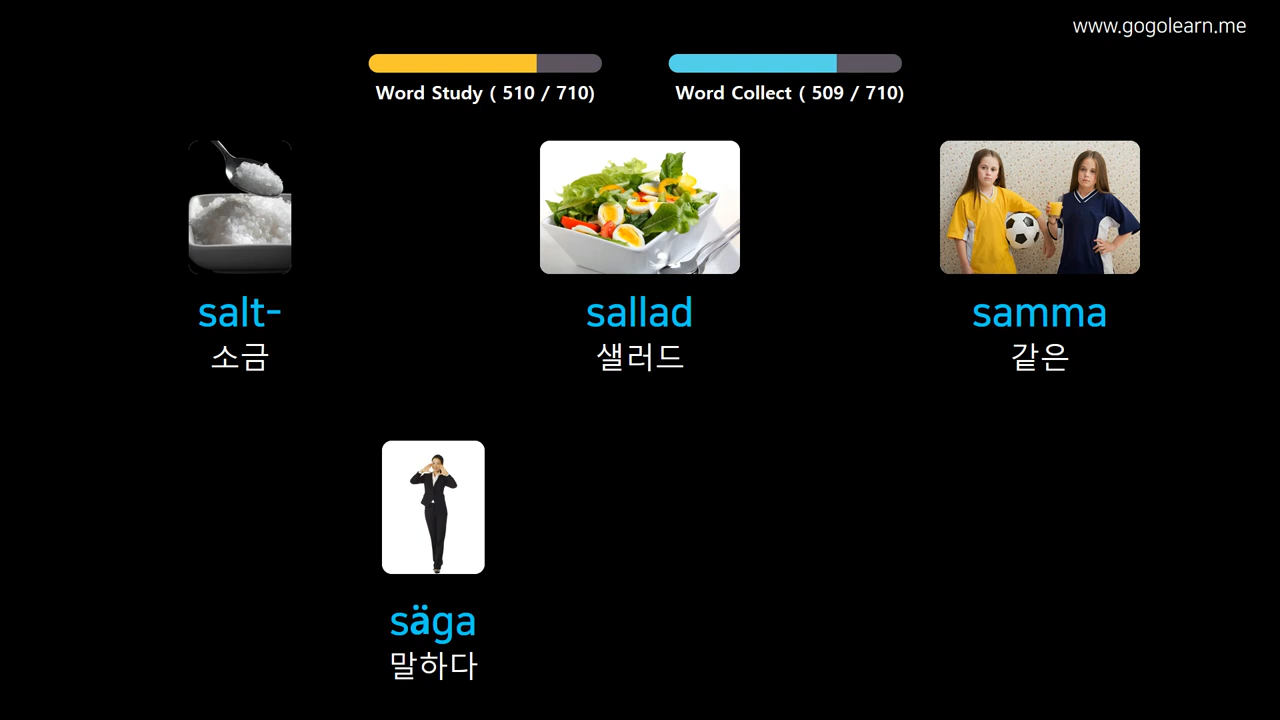 www.gogolearn.me
Word Study ( 510 / 710)
Word Collect ( 509 / 710)
salt-
소금
sallad
샐러드
samma
같은
säga
말하다